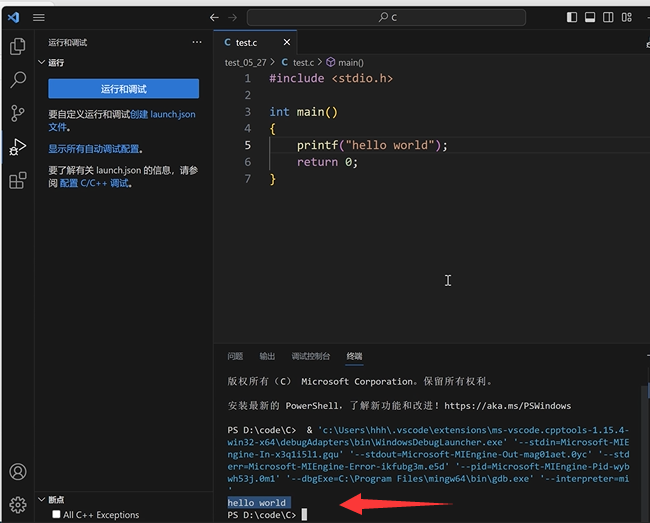 C
运行和调试
运行
运行和调试
要自定义运行和调试创建 launch.json
文件。
显示所有自动调试配置。
要了解有关 launch.json 的信息，请参
阅 配置 C/C++ 调试。
断点
All C++ Exceptions
C test.c
test_05_27 > C test.c > main()
1 #include <stdio.h>
2
3 int main()
4 {
5 printf("hello world");
6 return 0;
7 }
问题 输出 调试控制台 终端
版权所有（C） Microsoft Corporation。保留所有权利。
安装最新的 PowerShell，了解新功能和改进！https://aka.ms/PSWindows
PS D:\code\C> & 'c:\Users\hhh\.vscode\extensions\ms-vscode.cpptools-1.15.4-
win32-x64\debugAdapters\bin\WindowsDebugLauncher.exe' '--stdin=Microsoft-MIE
ngine-In-x3q1i5l1.gqu' '--stdout=Microsoft-MIEngine-Out-mag01aet.0yc' '--std
err=Microsoft-MIEngine-Error-ikfubg3m.e5d' '--pid=Microsoft-MIEngine-Pid-wyb
wh53j.0m1' '--dbgExe=C:\Program Files\mingw64\bin\gdb.exe' '--interpreter=mi
'
hello world
PS D:\code\C>